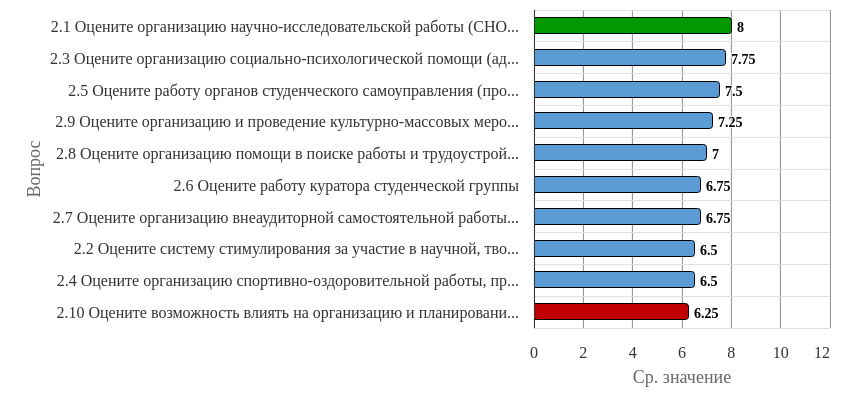 2.1 Оцените организацию научно-исследовательской работы (СНО... 8
2.3 Оцените организацию социально-психологической помощи (ад... 7.75
2.5 Оцените работу органов студенческого самоуправления (про... 7.5
2.9 Оцените организацию и проведение культурно-массовых меро... 7.25
2.8 Оцените организацию помощи в поиске работы и трудоустрой... 7
2.6 Оцените работу куратора студенческой группы 6.75
2.7 Оцените организацию внеаудиторной самостоятельной работы... 6.75
2.2 Оцените систему стимулирования за участие в научной, тво... 6.5
2.4 Оцените организацию спортивно-оздоровительной работы, пр... 6.5
2.10 Оцените возможность влиять на организацию и планировани... 6.25
Вопрос
0 2 4 6 8 10 12
Ср. значение